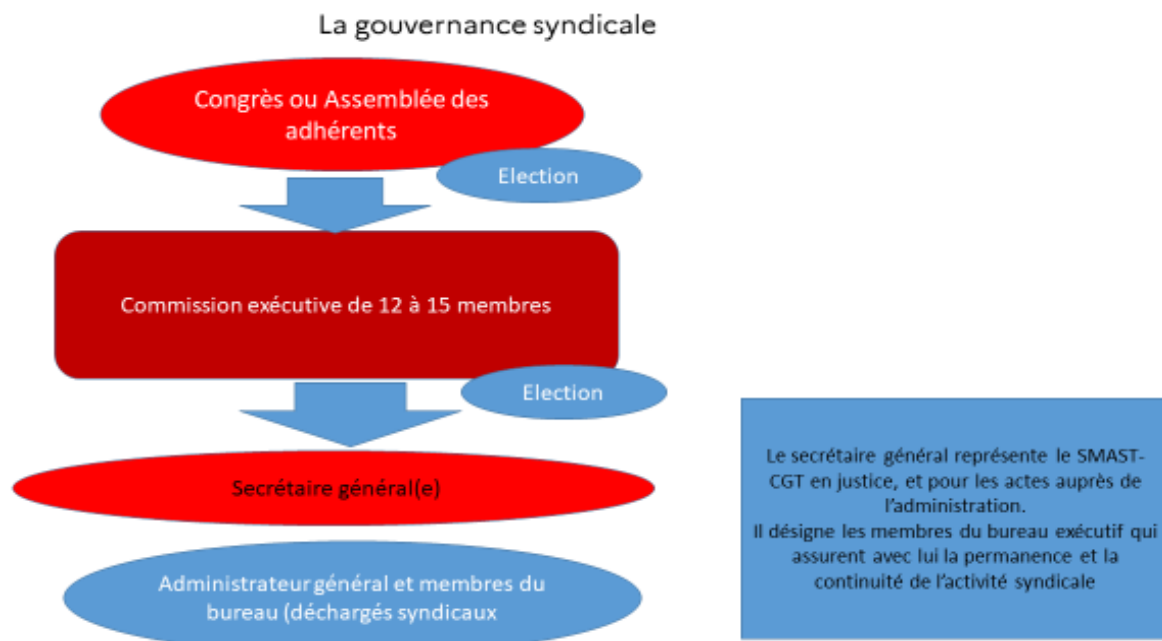 La gouvernance syndicale
Congrès ou Assemblée des
adhérents
Election
Commission exécutive de 12 à 15 membres
Election
Secrétaire général(e)
Administrateur général et membres du
bureau (déchargés syndicaux
Le secrétaire général représente le SMAST-
CGT en justice, et pour les actes auprès de
l’administration.
Il désigne les membres du bureau exécutif qui
assurent avec lui la permanence et la
continuité de l’activité syndicale